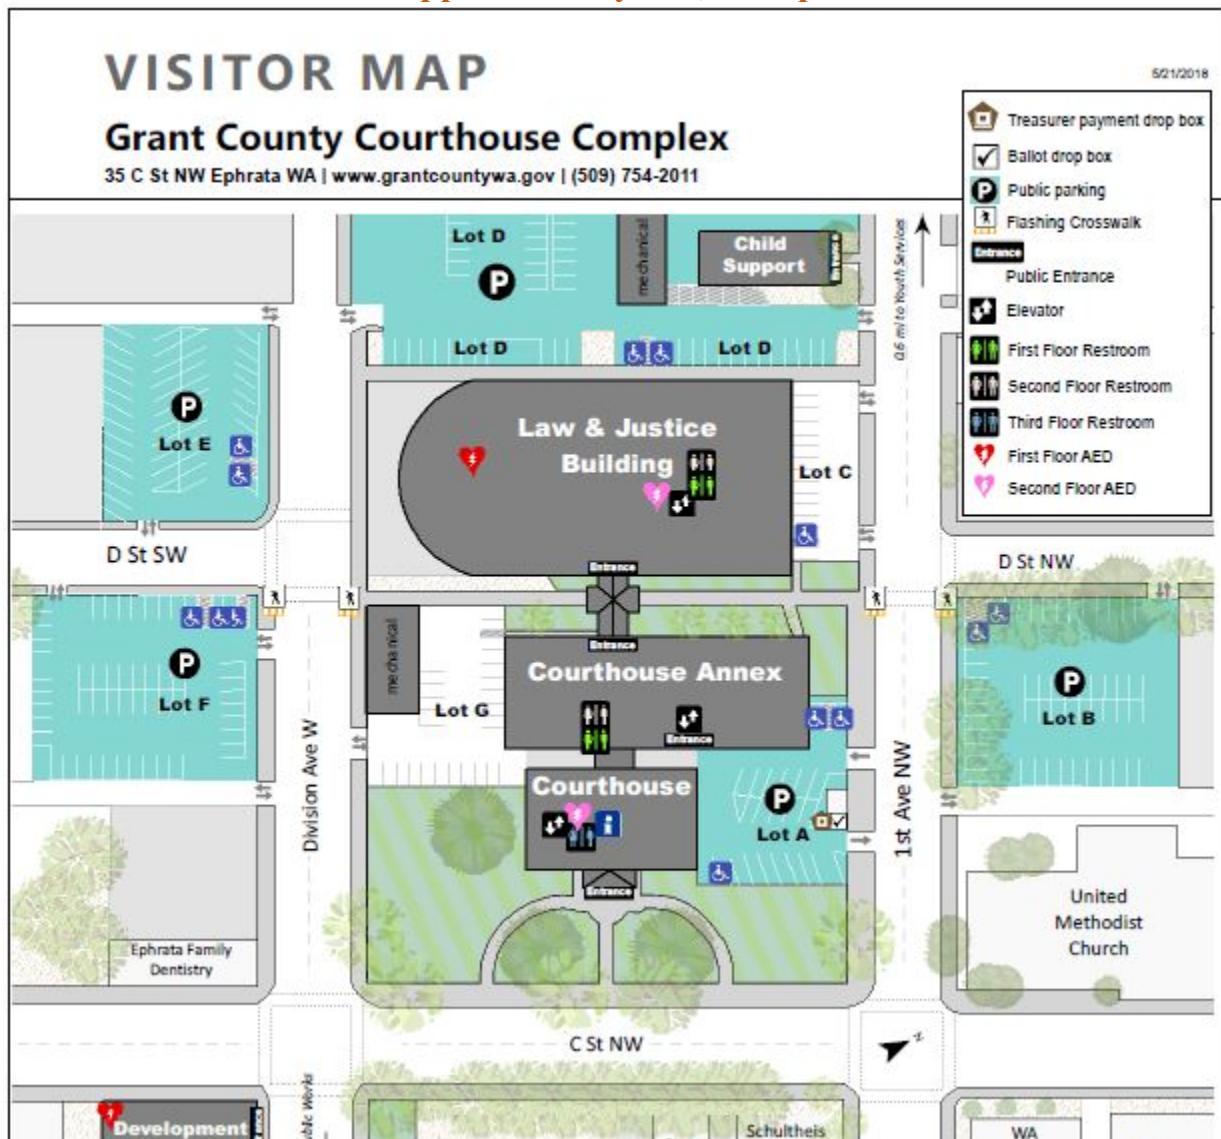 VISITOR MAP
5/21/2018
Grant County Courthouse Complex
35 C St NW Ephrata WA | www.grantcountywa.gov | (509) 754-2011
Treasurer payment drop box
Ballot drop box
P
Public parking
Flashing Crosswalk
Entrance
Public Entrance
Elevator
First Floor Restroom
Second Floor Restroom
Third Floor Restroom
First Floor AED
Second Floor AED
Lot D
P
mechanical
Child
Support
Entrance
0.6 mi to Youth Services
Lot D
Lot D
P
Lot E
Law & Justice
Building
Lot C
D St SW
D St NW
Entrance
mechanical
Entrance
Courthouse Annex
P
Lot F
Lot G
P
Lot B
Entrance
Division Ave W
1st Ave NW
Courthouse
P
Lot A
Entrance
Ephrata Family
Dentistry
United
Methodist
Church
C St NW
Works
Development
Schultheis
WA